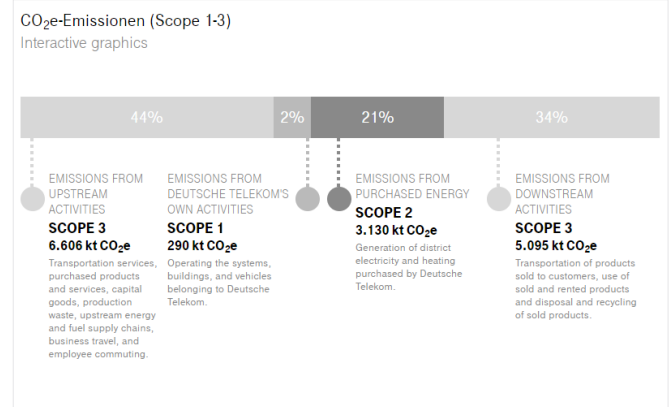 CO₂e-Emissionen (Scope 1-3)
Interactive graphics
44%
2%
21%
34%
EMISSIONS FROM
UPSTREAM
ACTIVITIES
SCOPE 3
6.606 kt CO₂e
Transportation services,
purchased products
and services, capital
goods, production
waste, upstream energy
and fuel supply chains,
business travel, and
employee commuting.
EMISSIONS FROM
DEUTSCHE TELEKOM'S
OWN ACTIVITIES
SCOPE 1
290 kt CO₂e
Operating the systems,
buildings, and vehicles
belonging to Deutsche
Telekom.
EMISSIONS FROM
PURCHASED ENERGY
SCOPE 2
3.130 kt CO₂e
Generation of district
electricity and heating
purchased by Deutsche
Telekom.
EMISSIONS FROM
DOWNSTREAM
ACTIVITIES
SCOPE 3
5.095 kt CO₂e
Transportation of products
sold to customers, use of
sold and rented products
and disposal and recycling
of sold products.